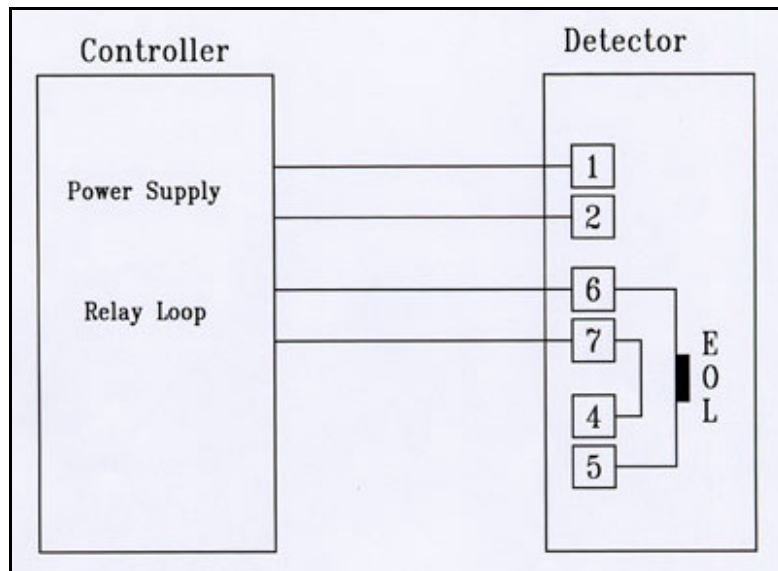 Controller
Detector
Power Supply
Relay Loop
1
2
6
7
4
5
E
O
L